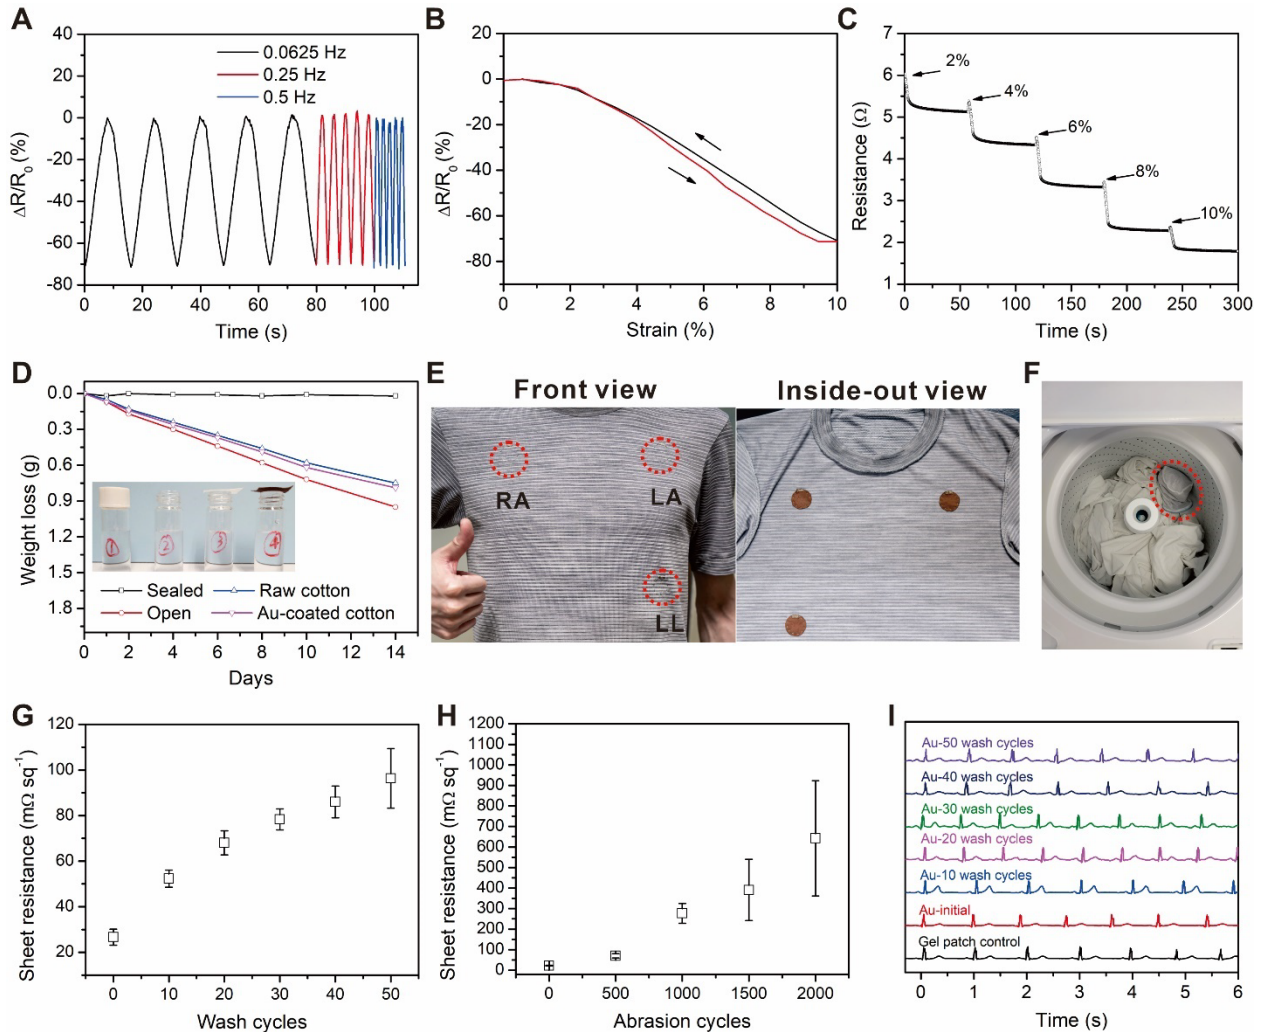 A
40
20
0
-20
-40
-60
-80
ΔR/R0 (%)
0.0625 Hz
0.25 Hz
0.5 Hz
0 20 40 60 80 100
Time (s)
B
20
0
-20
-40
-60
-80
ΔR/R0 (%)
0 2 4 6 8 10
Strain (%)
C
7
6
5
4
3
2
1
Resistance (Ω)
2%
4%
6%
8%
10%
0 50 100 150 200 250 300
Time (s)
D
0.0
0.3
0.6
0.9
1.2
1.5
1.8
Weight loss (g)
1 2 3 4
Sealed
Raw cotton
Open
Au-coated cotton
0 2 4 6 8 10 12 14
Days
E
Front view
RA
LA
LL
Inside-out view
F
G
120
100
80
60
40
20
Sheet resistance (mΩ sq⁻¹)
0 10 20 30 40 50
Wash cycles
H
1200
1100
1000
900
800
700
600
500
400
300
200
100
0
Sheet resistance (mΩ sq⁻¹)
0 500 1000 1500 2000
Abrasion cycles
I
Au-50 wash cycles
Au-40 wash cycles
Au-30 wash cycles
Au-20 wash cycles
Au-10 wash cycles
Au-initial
Gel patch control
0 1 2 3 4 5 6
Time (s)